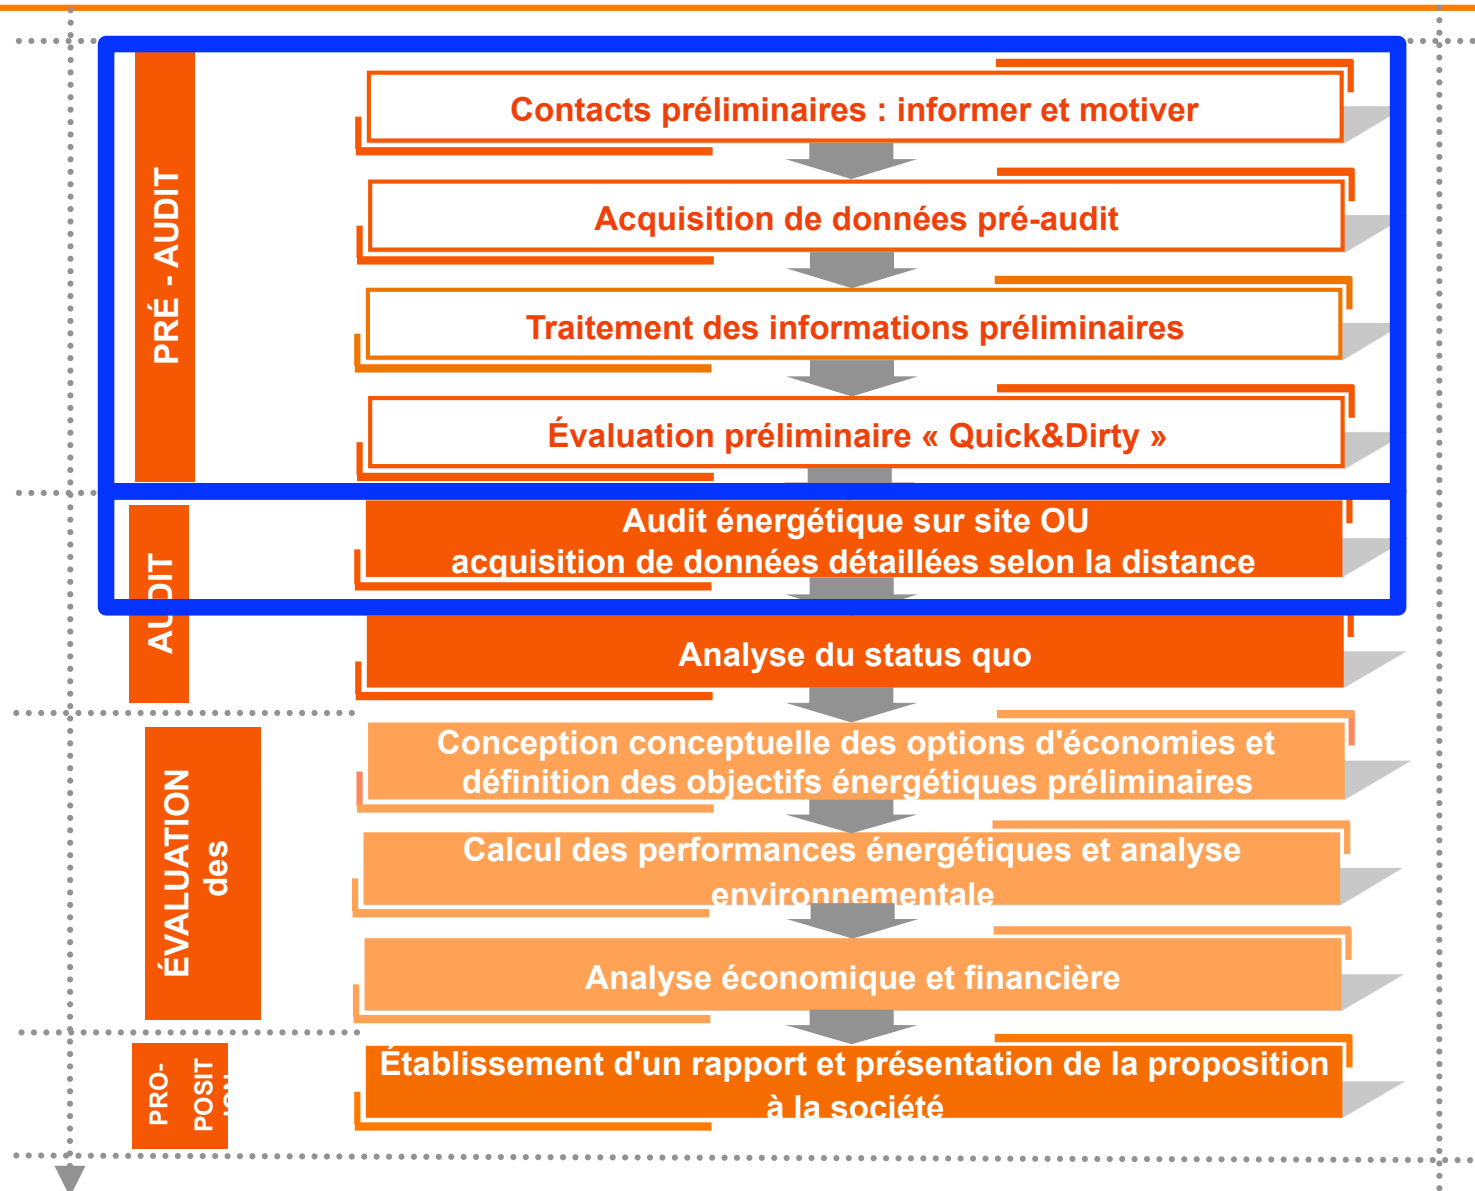 PRÉ - AUDIT
Contacts préliminaires : informer et motiver
Acquisition de données pré-audit
Traitement des informations préliminaires
Évaluation préliminaire « Quick&Dirty »
AUDIT
Audit énergétique sur site OU
acquisition de données détaillées selon la distance
Analyse du status quo
ÉVALUATION
des
Conception conceptuelle des options d'économies et
définition des objectifs énergétiques préliminaires
Calcul des performances énergétiques et analyse
environnementale
Analyse économique et financière
PRO-
POSIT
ION
Établissement d'un rapport et présentation de la proposition
à la société